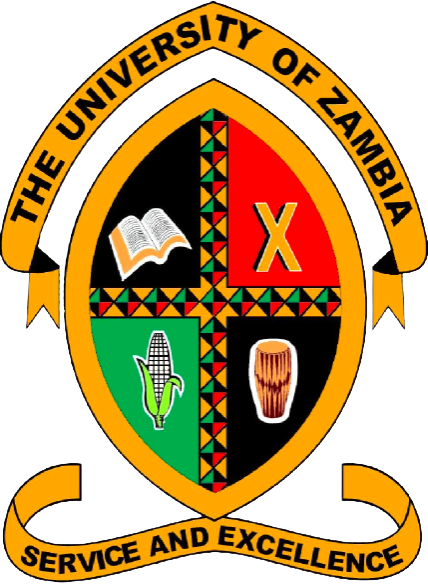 THE UNIVERSITY OF ZAMBIA
SERVICE AND EXCELLENCE